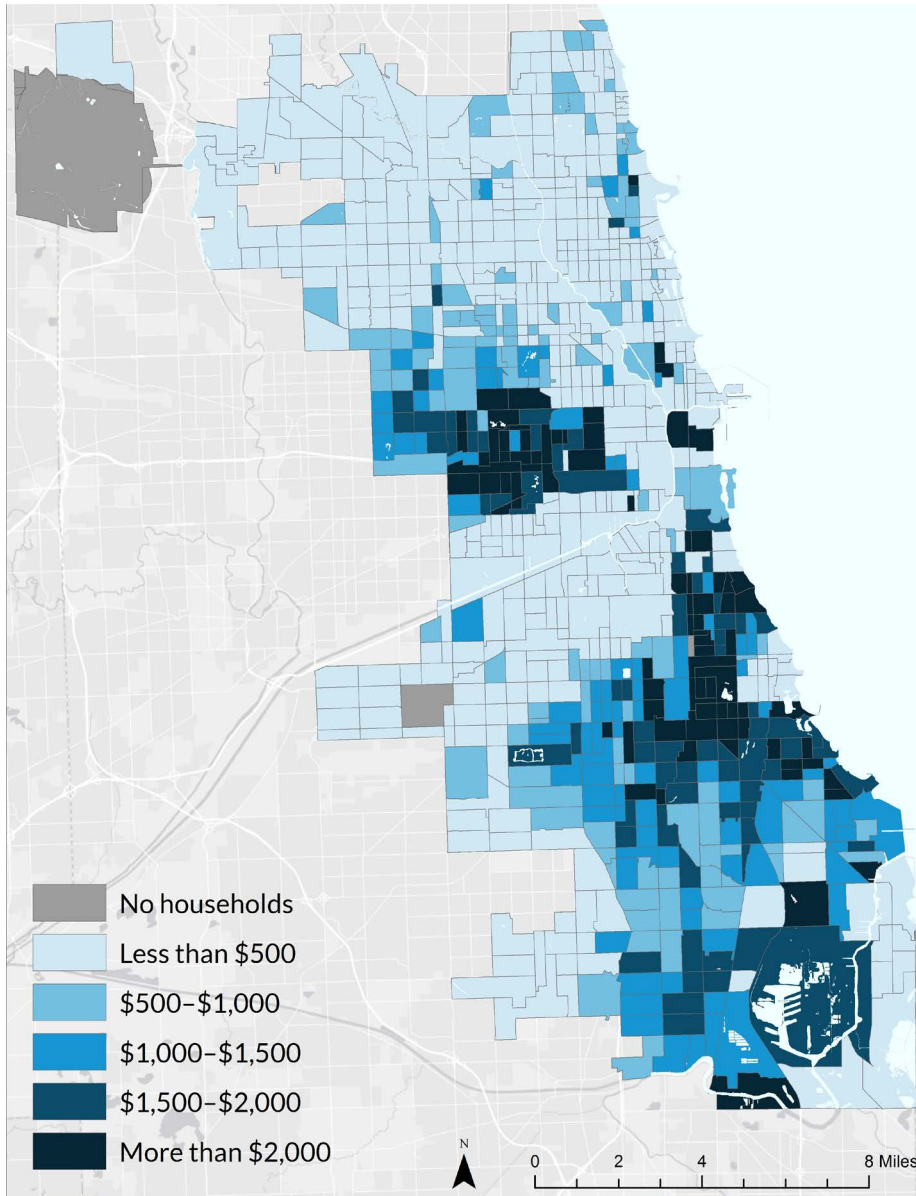 No households
Less than $500
$500–$1,000
$1,000–$1,500
$1,500–$2,000
More than $2,000
N
0 2 4 8 Miles